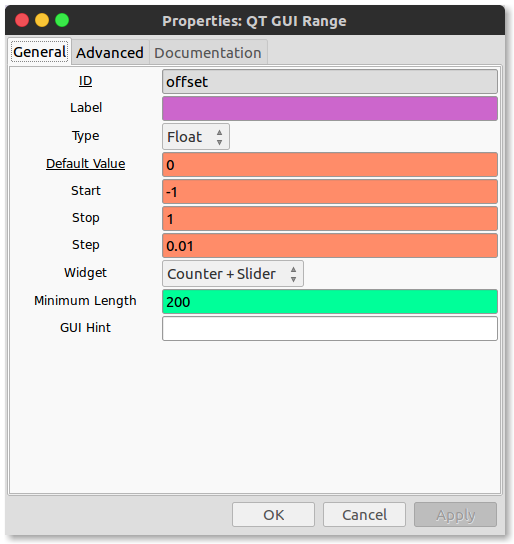 Properties: QT GUI Range
General Advanced Documentation
ID offset
Label
Type Float
Default Value 0
Start -1
Stop 1
Step 0.01
Widget Counter + Slider
Minimum Length 200
GUI Hint
OK Cancel Apply